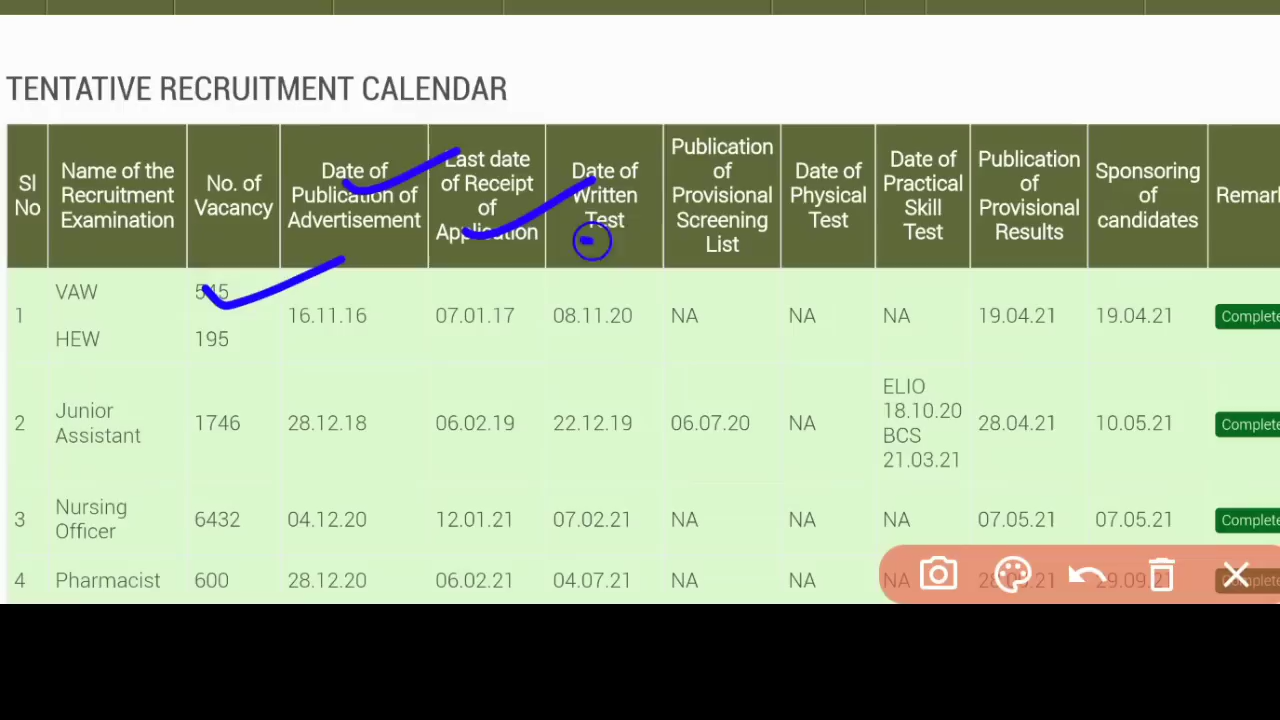 TENTATIVE RECRUITMENT CALENDAR
Sl No | Name of the Recruitment Examination | No. of Vacancy | Date of Publication of Advertisement | Last date of Receipt of Application | Date of Written Test | Publication of Provisional Screening List | Date of Physical Test | Date of Practical Skill Test | Publication of Provisional Results | Sponsoring of candidates | Remar
1 | VAW | 545 | 16.11.16 | 07.01.17 | 08.11.20 | NA | NA | NA | 19.04.21 | 19.04.21 | Complete
HEW | 195
2 | Junior Assistant | 1746 | 28.12.18 | 06.02.19 | 22.12.19 | 06.07.20 | NA | ELIO 18.10.20 BCS 21.03.21 | 28.04.21 | 10.05.21 | Complete
3 | Nursing Officer | 6432 | 04.12.20 | 12.01.21 | 07.02.21 | NA | NA | NA | 07.05.21 | 07.05.21 | Complete
4 | Pharmacist | 600 | 28.12.20 | 06.02.21 | 04.07.21 | NA | NA | NA | Complete